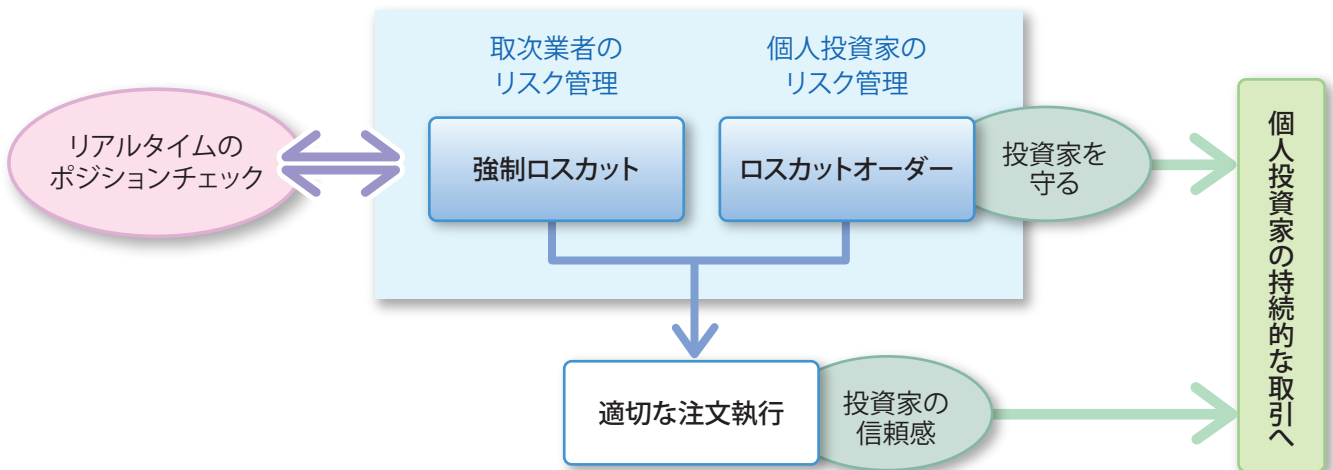 取次業者の
リスク管理
個人投資家の
リスク管理
リアルタイムの
ポジションチェック
強制ロスカット
ロスカットオーダー
投資家を
守る
個人投資家の持続的な取引へ
適切な注文執行
投資家の
信頼感